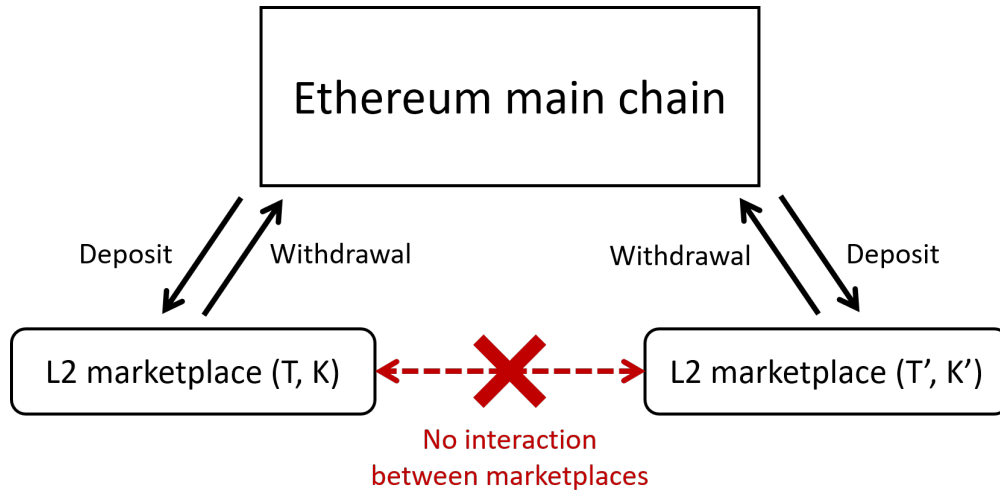 Ethereum main chain
Deposit
Withdrawal
Withdrawal
Deposit
L2 marketplace (T, K)
L2 marketplace (T’, K’)
No interaction
between marketplaces